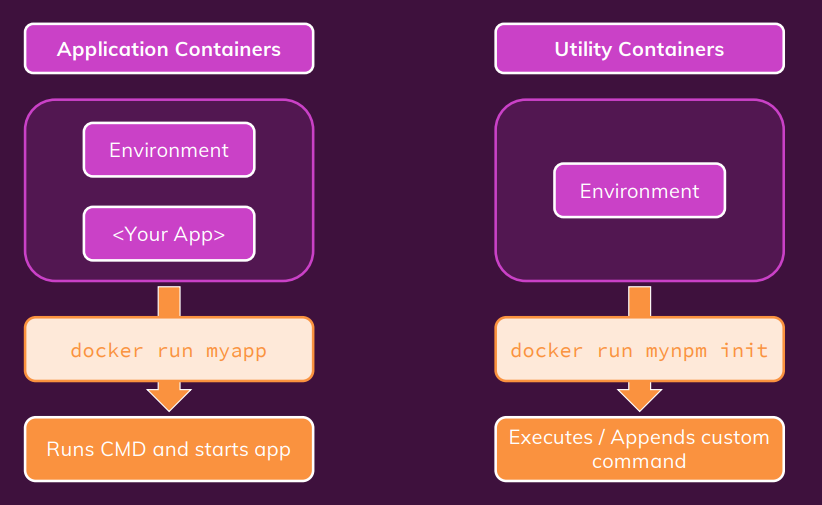 Application Containers
Environment
<Your App>
docker run myapp
Runs CMD and starts app
Utility Containers
Environment
docker run mynpm init
Executes / Appends custom
command